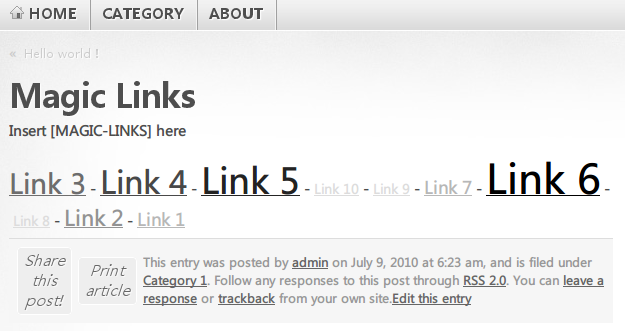 HOME CATEGORY ABOUT
« Hello world !
Magic Links
Insert [MAGIC-LINKS] here
Link 3 - Link 4 - Link 5 - Link 10 - Link 9 - Link 7 - Link 6 -
Link 8 - Link 2 - Link 1
Share this post!
Print article
This entry was posted by admin on July 9, 2010 at 6:23 am, and is filed under
Category 1. Follow any responses to this post through RSS 2.0. You can leave a
response or trackback from your own site.Edit this entry